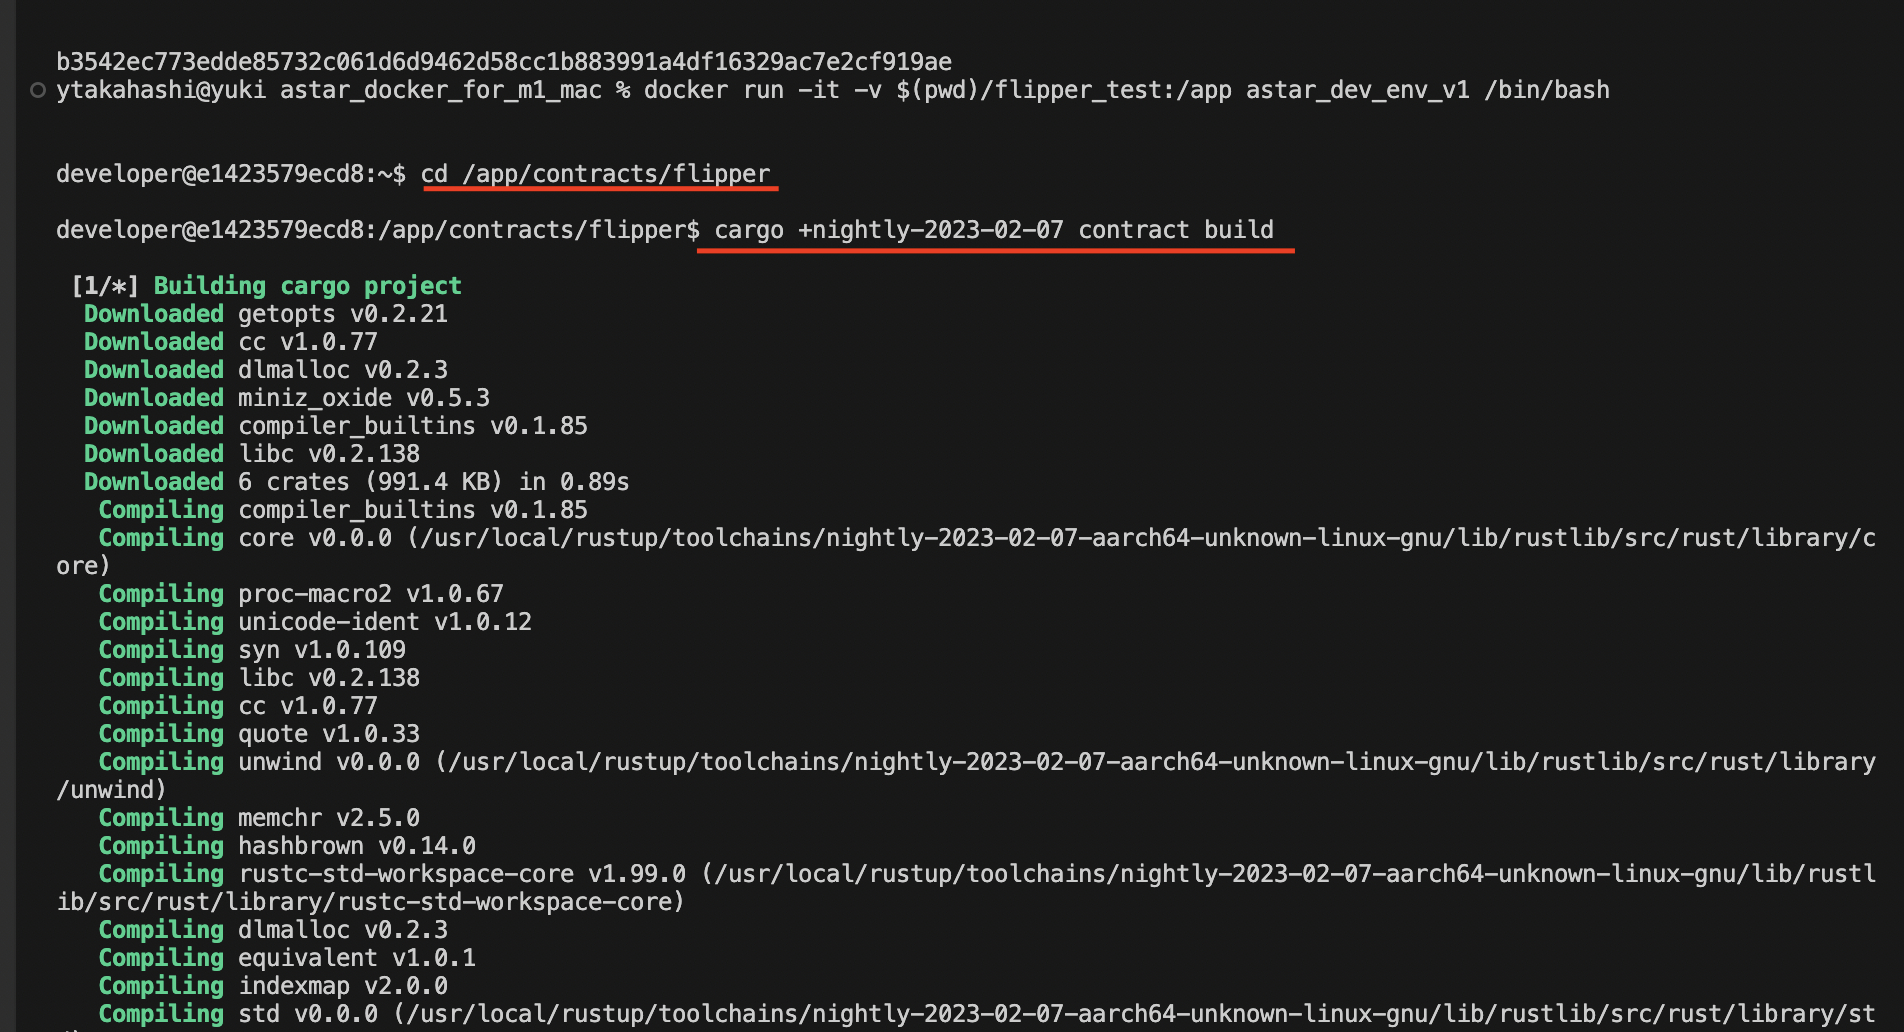 b3542ec773edde85732c061d6d9462d58cc1b883991a4df16329ac7e2cf919ae
ytakahashi@yuki astar_docker_for_m1_mac % docker run -it -v $(pwd)/flipper_test:/app astar_dev_env_v1 /bin/bash
developer@e1423579ecd8:~$ cd /app/contracts/flipper
developer@e1423579ecd8:/app/contracts/flipper$ cargo +nightly-2023-02-07 contract build
[1/*] Building cargo project
Downloaded getopts v0.2.21
Downloaded cc v1.0.77
Downloaded dlmalloc v0.2.3
Downloaded miniz_oxide v0.5.3
Downloaded compiler_builtins v0.1.85
Downloaded libc v0.2.138
Downloaded 6 crates (991.4 KB) in 0.89s
Compiling compiler_builtins v0.1.85
Compiling core v0.0.0 (/usr/local/rustup/toolchains/nightly-2023-02-07-aarch64-unknown-linux-gnu/lib/rustlib/src/rust/library/c
ore)
Compiling proc-macro2 v1.0.67
Compiling unicode-ident v1.0.12
Compiling syn v1.0.109
Compiling libc v0.2.138
Compiling cc v1.0.77
Compiling quote v1.0.33
Compiling unwind v0.0.0 (/usr/local/rustup/toolchains/nightly-2023-02-07-aarch64-unknown-linux-gnu/lib/rustlib/src/rust/library
/unwind)
Compiling memchr v2.5.0
Compiling hashbrown v0.14.0
Compiling rustc-std-workspace-core v1.99.0 (/usr/local/rustup/toolchains/nightly-2023-02-07-aarch64-unknown-linux-gnu/lib/rustl
ib/src/rust/library/rustc-std-workspace-core)
Compiling dlmalloc v0.2.3
Compiling equivalent v1.0.1
Compiling indexmap v2.0.0
Compiling std v0.0.0 (/usr/local/rustup/toolchains/nightly-2023-02-07-aarch64-unknown-linux-gnu/lib/rustlib/src/rust/library/st